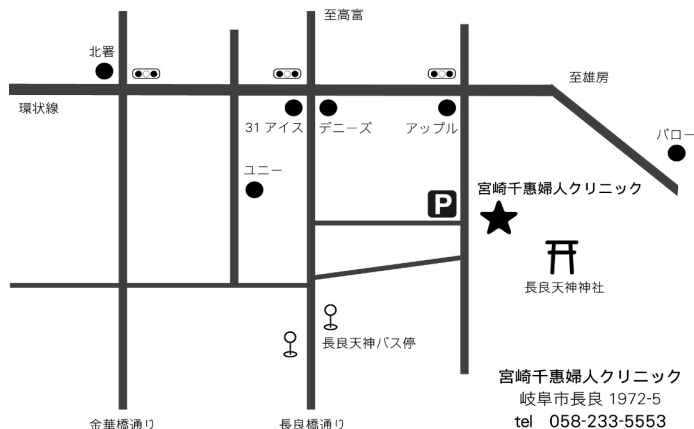 至高富
北署
至雄房
環状線
31 アイス
デニーズ
アップル
バロー
ユニー
P
宮崎千惠婦人クリニック
長良天神神社
長良天神バス停
宮崎千惠婦人クリニック
岐阜市長良 1972-5
tel 058-233-5553
金華橋通り
長良橋通り